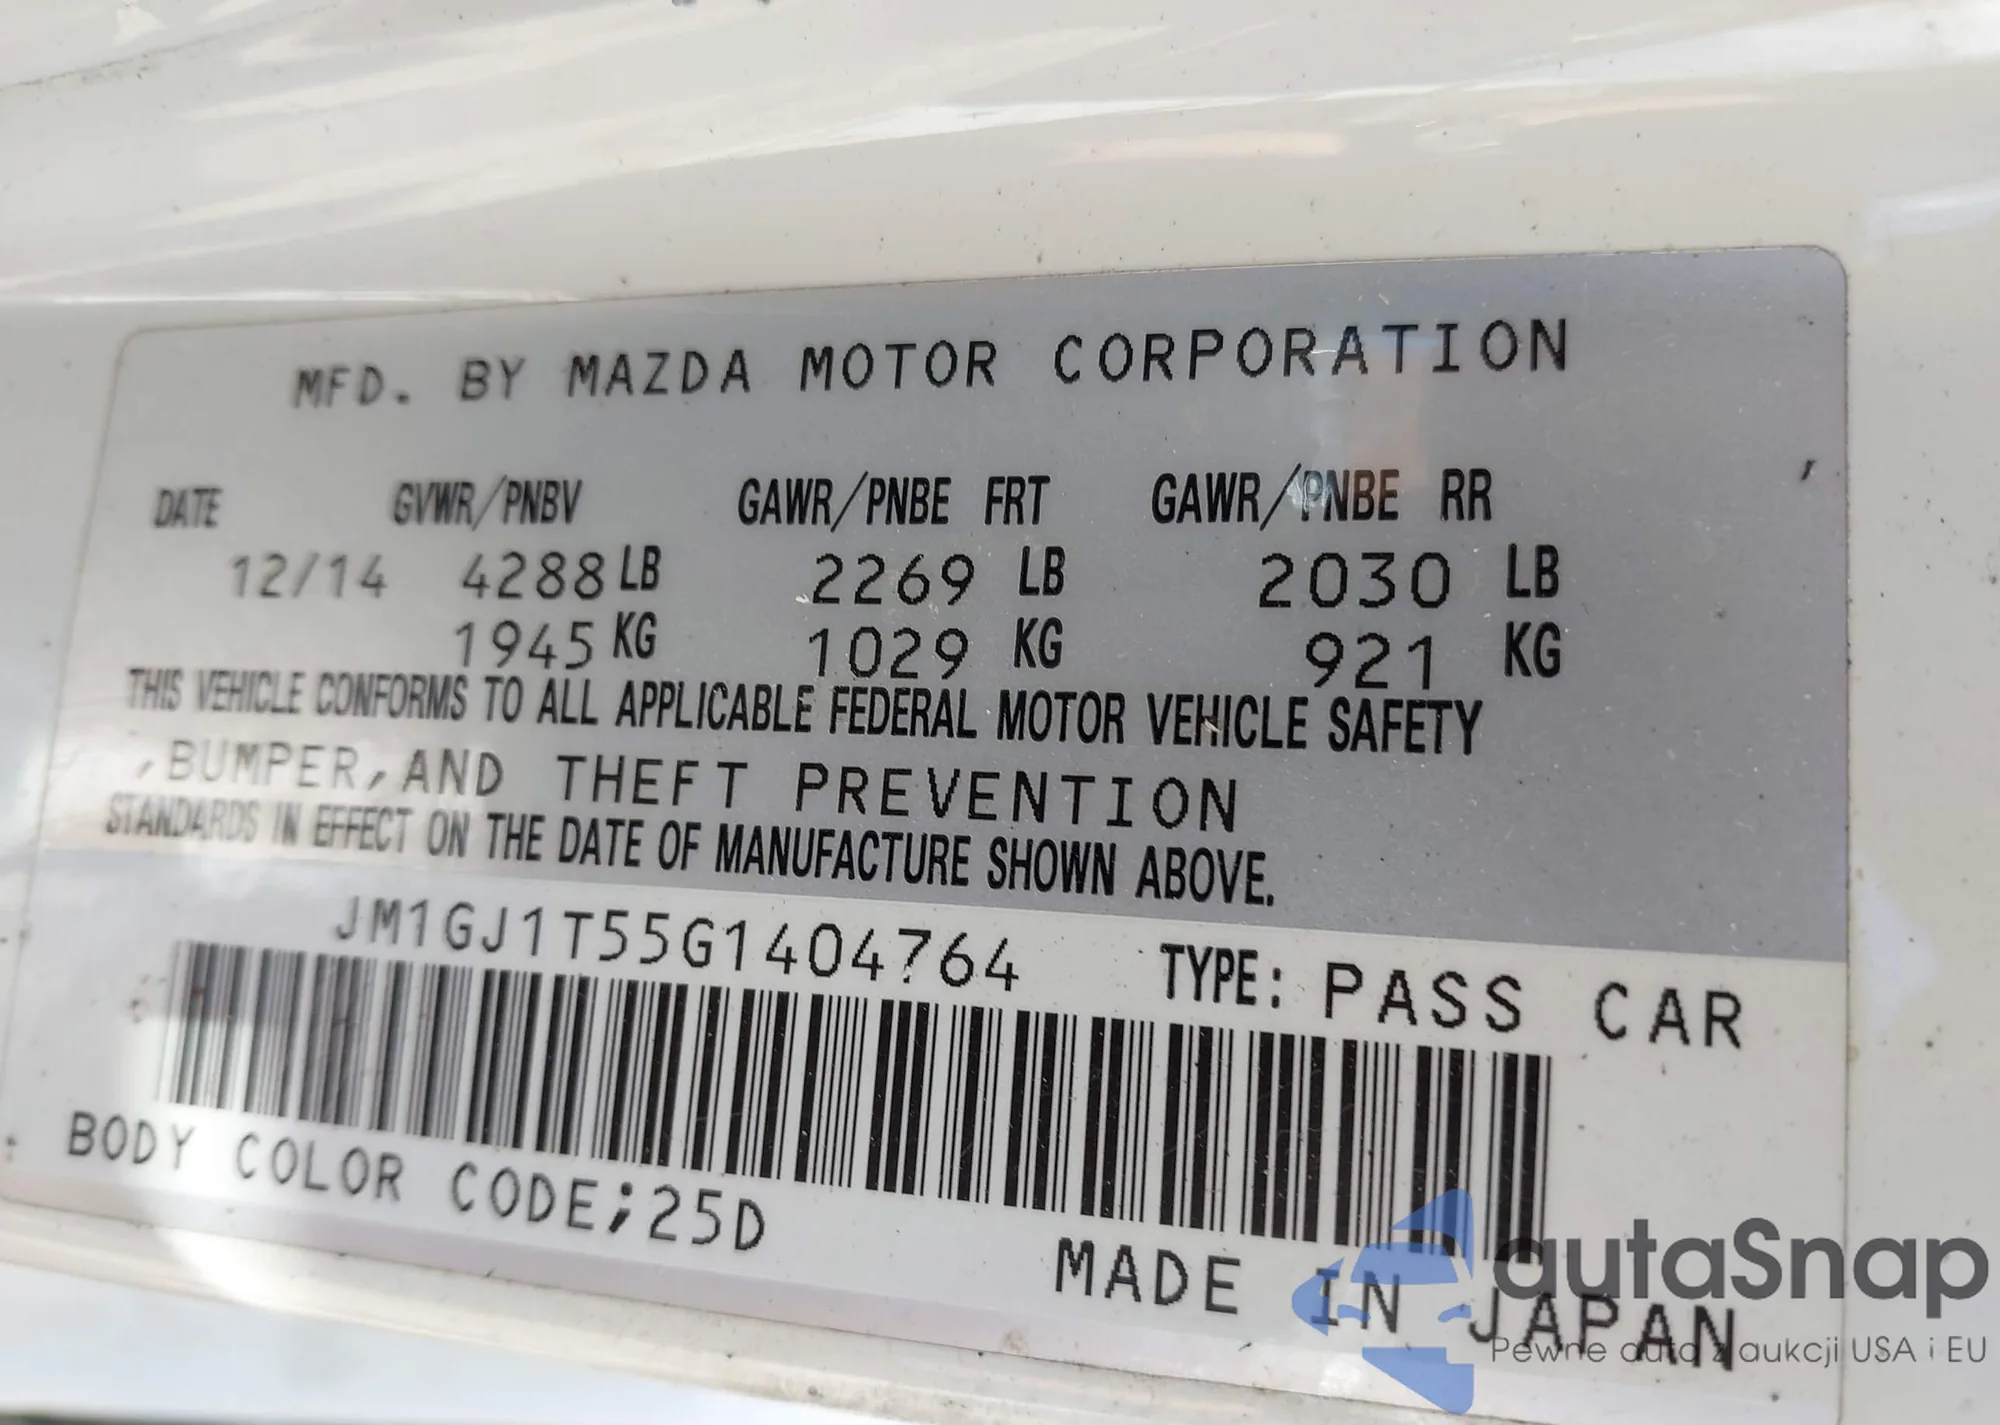 MFD. BY MAZDA MOTOR CORPORATION
DATE GVWR/PNBV GAWR/PNBE FRT GAWR/PNBE RR
12/14 4288 LB 2269 LB 2030 LB
1945 KG 1029 KG 921 KG
THIS VEHICLE CONFORMS TO ALL APPLICABLE FEDERAL MOTOR VEHICLE SAFETY
,BUMPER,AND THEFT PREVENTION
STANDARDS IN EFFECT ON THE DATE OF MANUFACTURE SHOWN ABOVE.
JM1GJ1T55G1404764 TYPE: PASS CAR
BODY COLOR CODE;25D
MADE IN JAPAN
autaSnap
Pewne auta z aukcji USA i EU